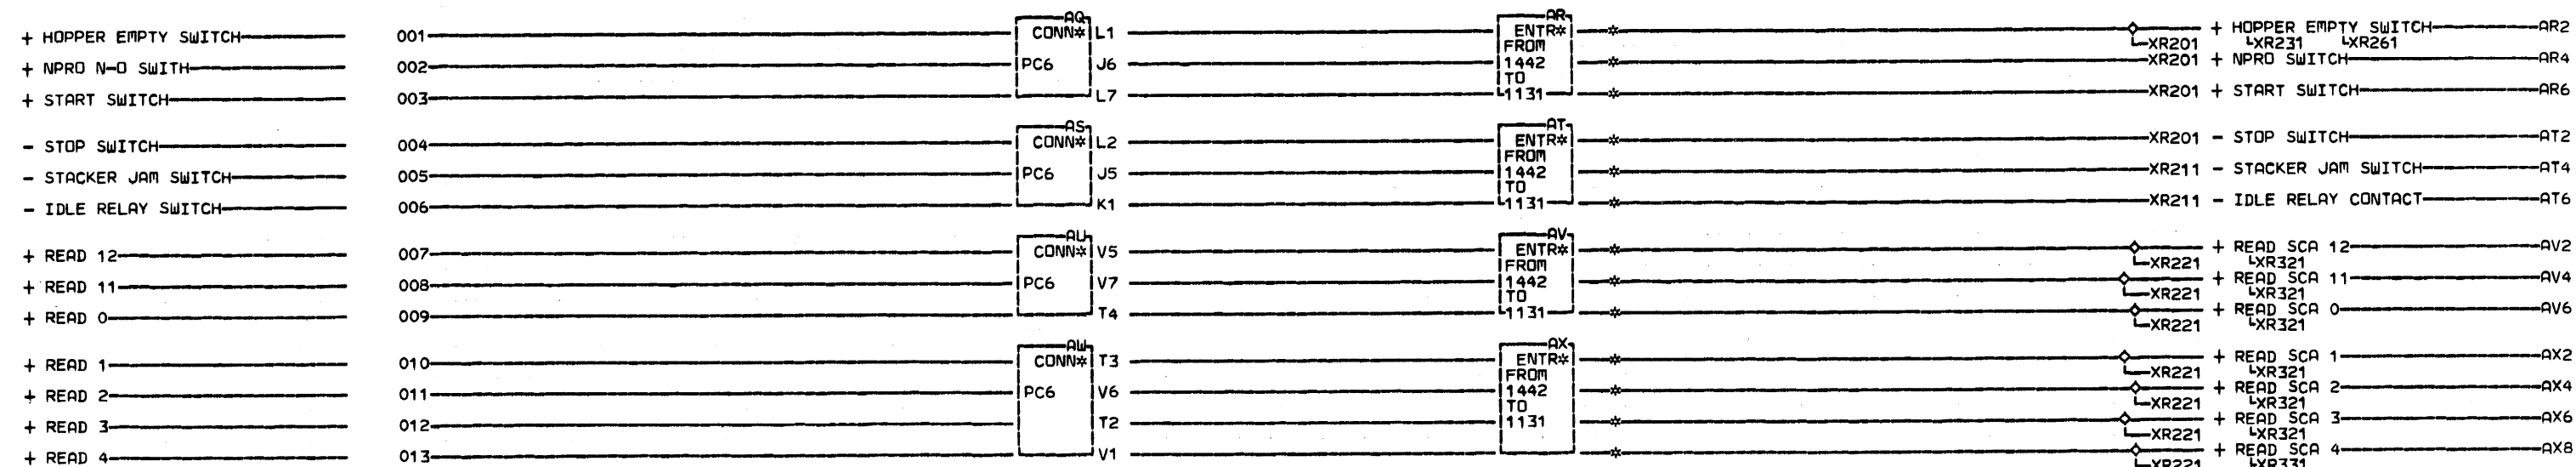 AQ AR
+ HOPPER EMPTY SWITCH 001 CONN* L1 ENTR* * + HOPPER EMPTY SWITCH AR2
FROM XR201 XR231 XR261
+ NPRO N-O SWITH 002 PC6 J6 1442 * XR201 + NPRO SWITCH AR4
TO
+ START SWITCH 003 L7 1131 * XR201 + START SWITCH AR6
AS AT
- STOP SWITCH 004 CONN* L2 ENTR* * XR201 - STOP SWITCH AT2
FROM
- STACKER JAM SWITCH 005 PC6 J5 1442 * XR211 - STACKER JAM SWITCH AT4
TO
- IDLE RELAY SWITCH 006 K1 1131 * XR211 - IDLE RELAY CONTACT AT6
AU AV
+ READ 12 007 CONN* V5 ENTR* * + READ SCA 12 AV2
FROM XR221 XR321
+ READ 11 008 PC6 V7 1442 * + READ SCA 11 AV4
TO XR221 XR321
+ READ 0 009 T4 1131 * + READ SCA 0 AV6
XR221 XR321
AW AX
+ READ 1 010 CONN* T3 ENTR* * + READ SCA 1 AX2
FROM XR221 XR321
+ READ 2 011 PC6 V6 1442 * + READ SCA 2 AX4
TO XR221 XR321
+ READ 3 012 T2 1131 * + READ SCA 3 AX6
XR221 XR321
+ READ 4 013 V1 * + READ SCA 4 AX8
XR221 XR331